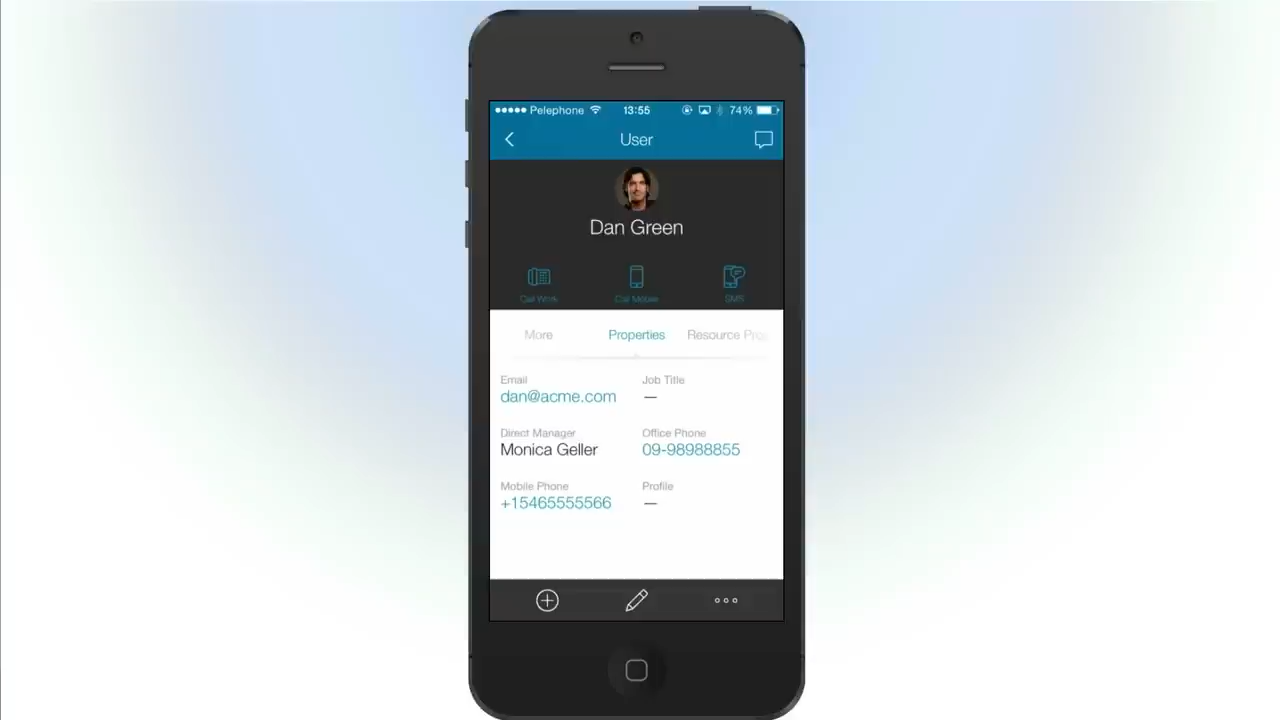 Pelephone 13:55 74%
User
Dan Green
Call Work Call Mobile SMS
More Properties Resource
Email Job Title
dan@acme.com —
Direct Manager Office Phone
Monica Geller 09-98988855
Mobile Phone Profile
+15465555566 —